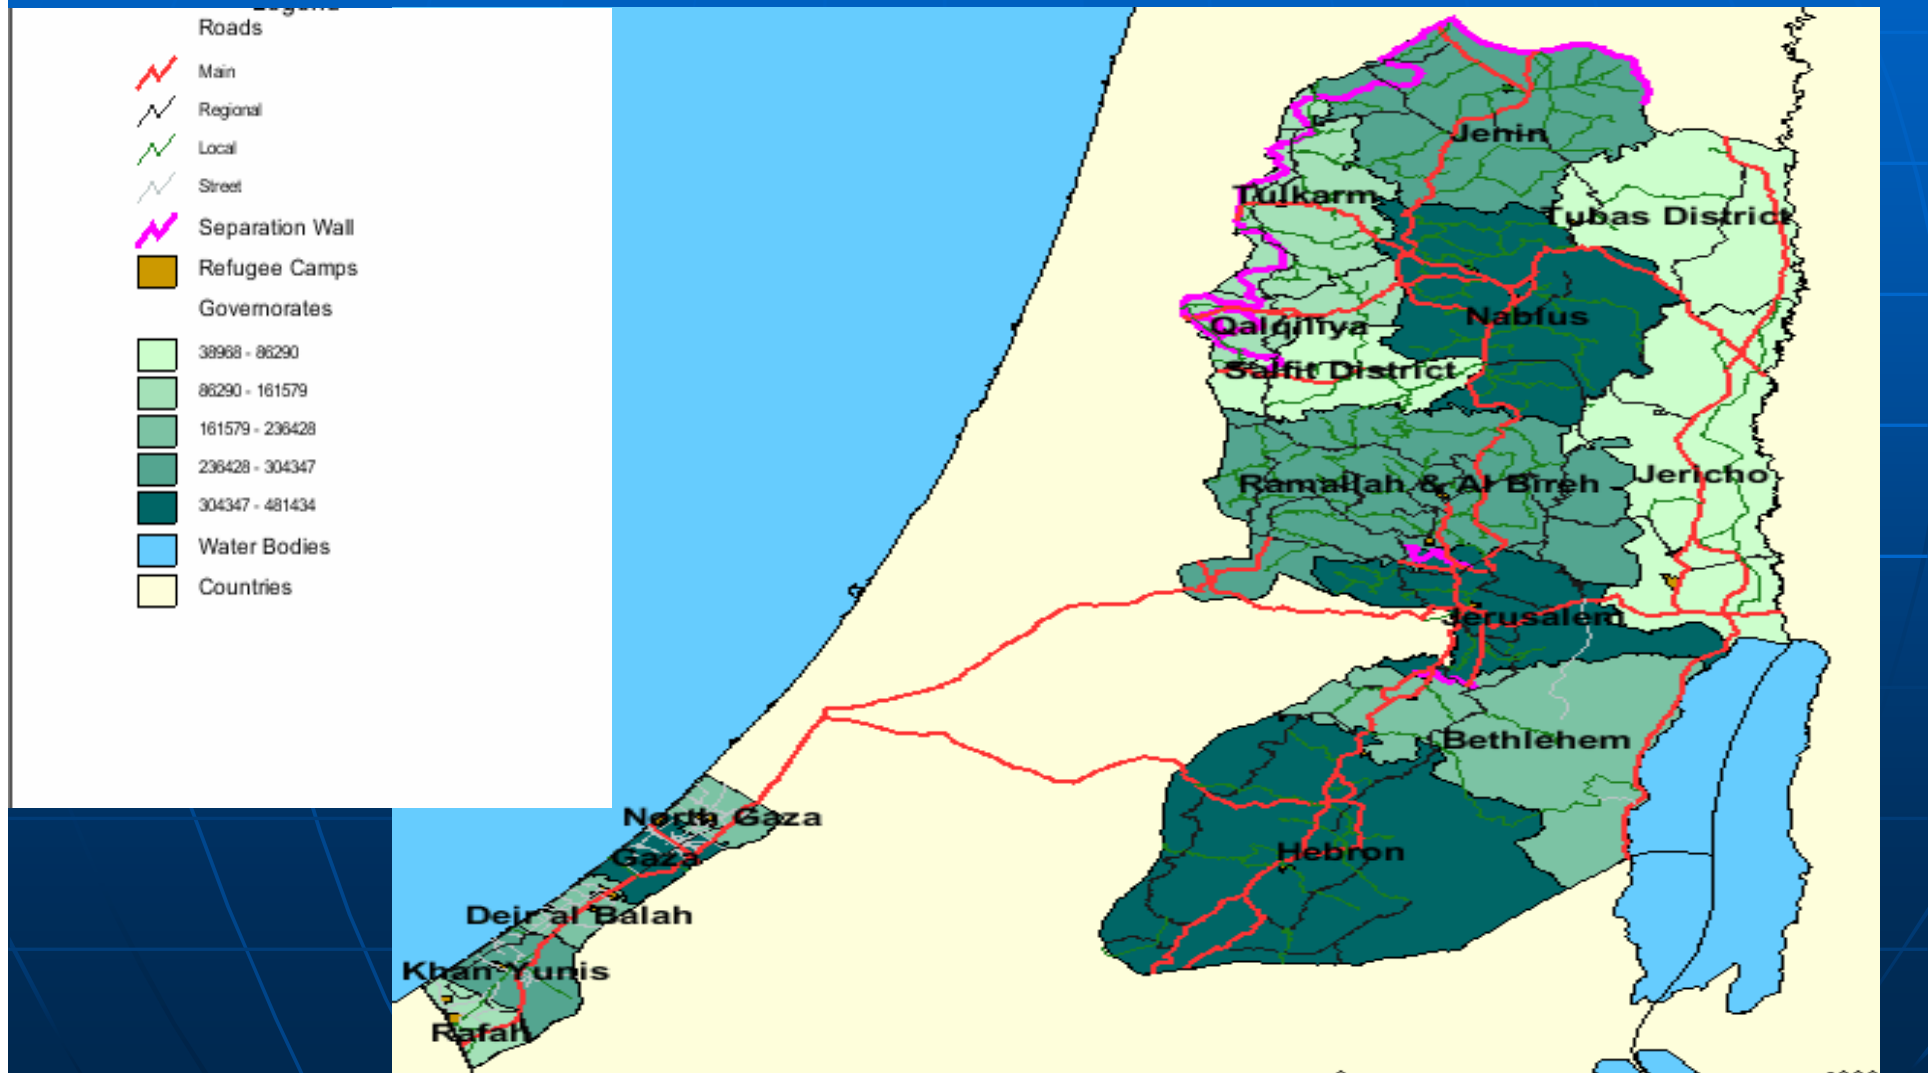 Legend
Roads
Main
Regional
Local
Street
Separation Wall
Refugee Camps
Governorates
38968 - 86290
86290 - 161579
161579 - 236428
236428 - 304347
304347 - 481434
Water Bodies
Countries
Jenin
Tulkarm
Tubas District
Nablus
Qalqiliya
Salfit District
Ramallah & Al Bireh
Jericho
Jerusalem
Bethlehem
Hebron
North Gaza
Gaza
Deir al Balah
Khan Yunis
Rafah